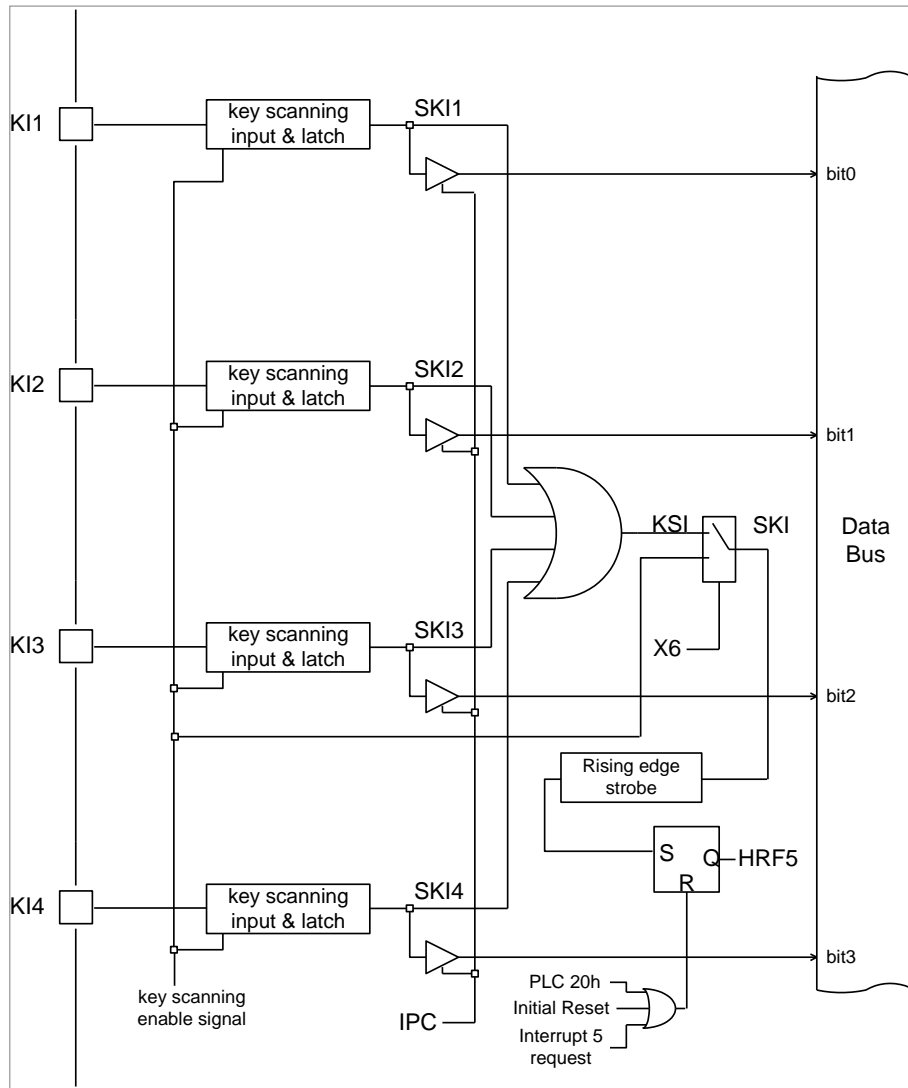 KI1
key scanning
input & latch
SKI1
bit0
KI2
key scanning
input & latch
SKI2
bit1
KSI
SKI
Data
Bus
KI3
key scanning
input & latch
SKI3
X6
bit2
Rising edge
strobe
S
Q
HRF5
R
KI4
key scanning
input & latch
SKI4
bit3
key scanning
enable signal
IPC
PLC 20h
Initial Reset
Interrupt 5
request